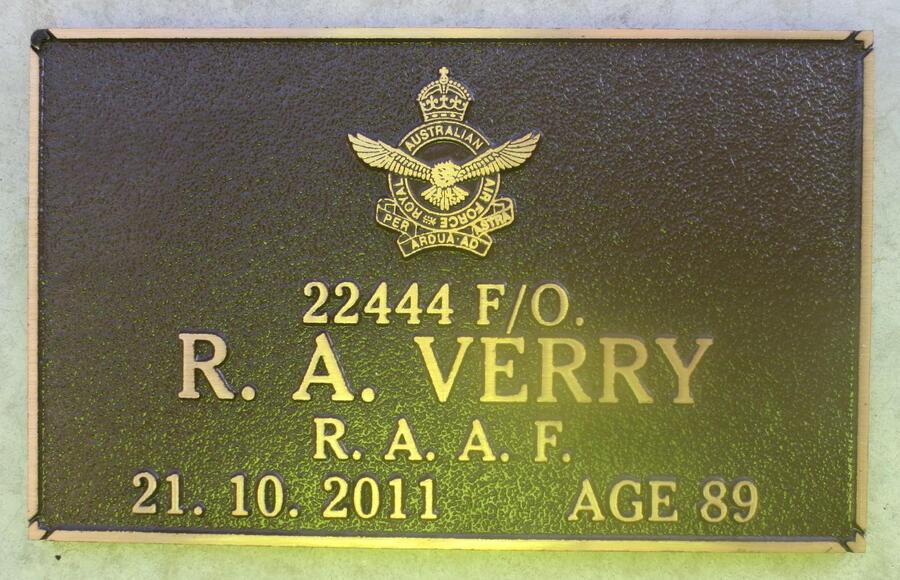 AUSTRALIAN
ROYAL AIR FORCE
PER ARDUA·AD ASTRA
22444 F/O.
R. A. VERRY
R. A. A. F.
21. 10. 2011 AGE 89